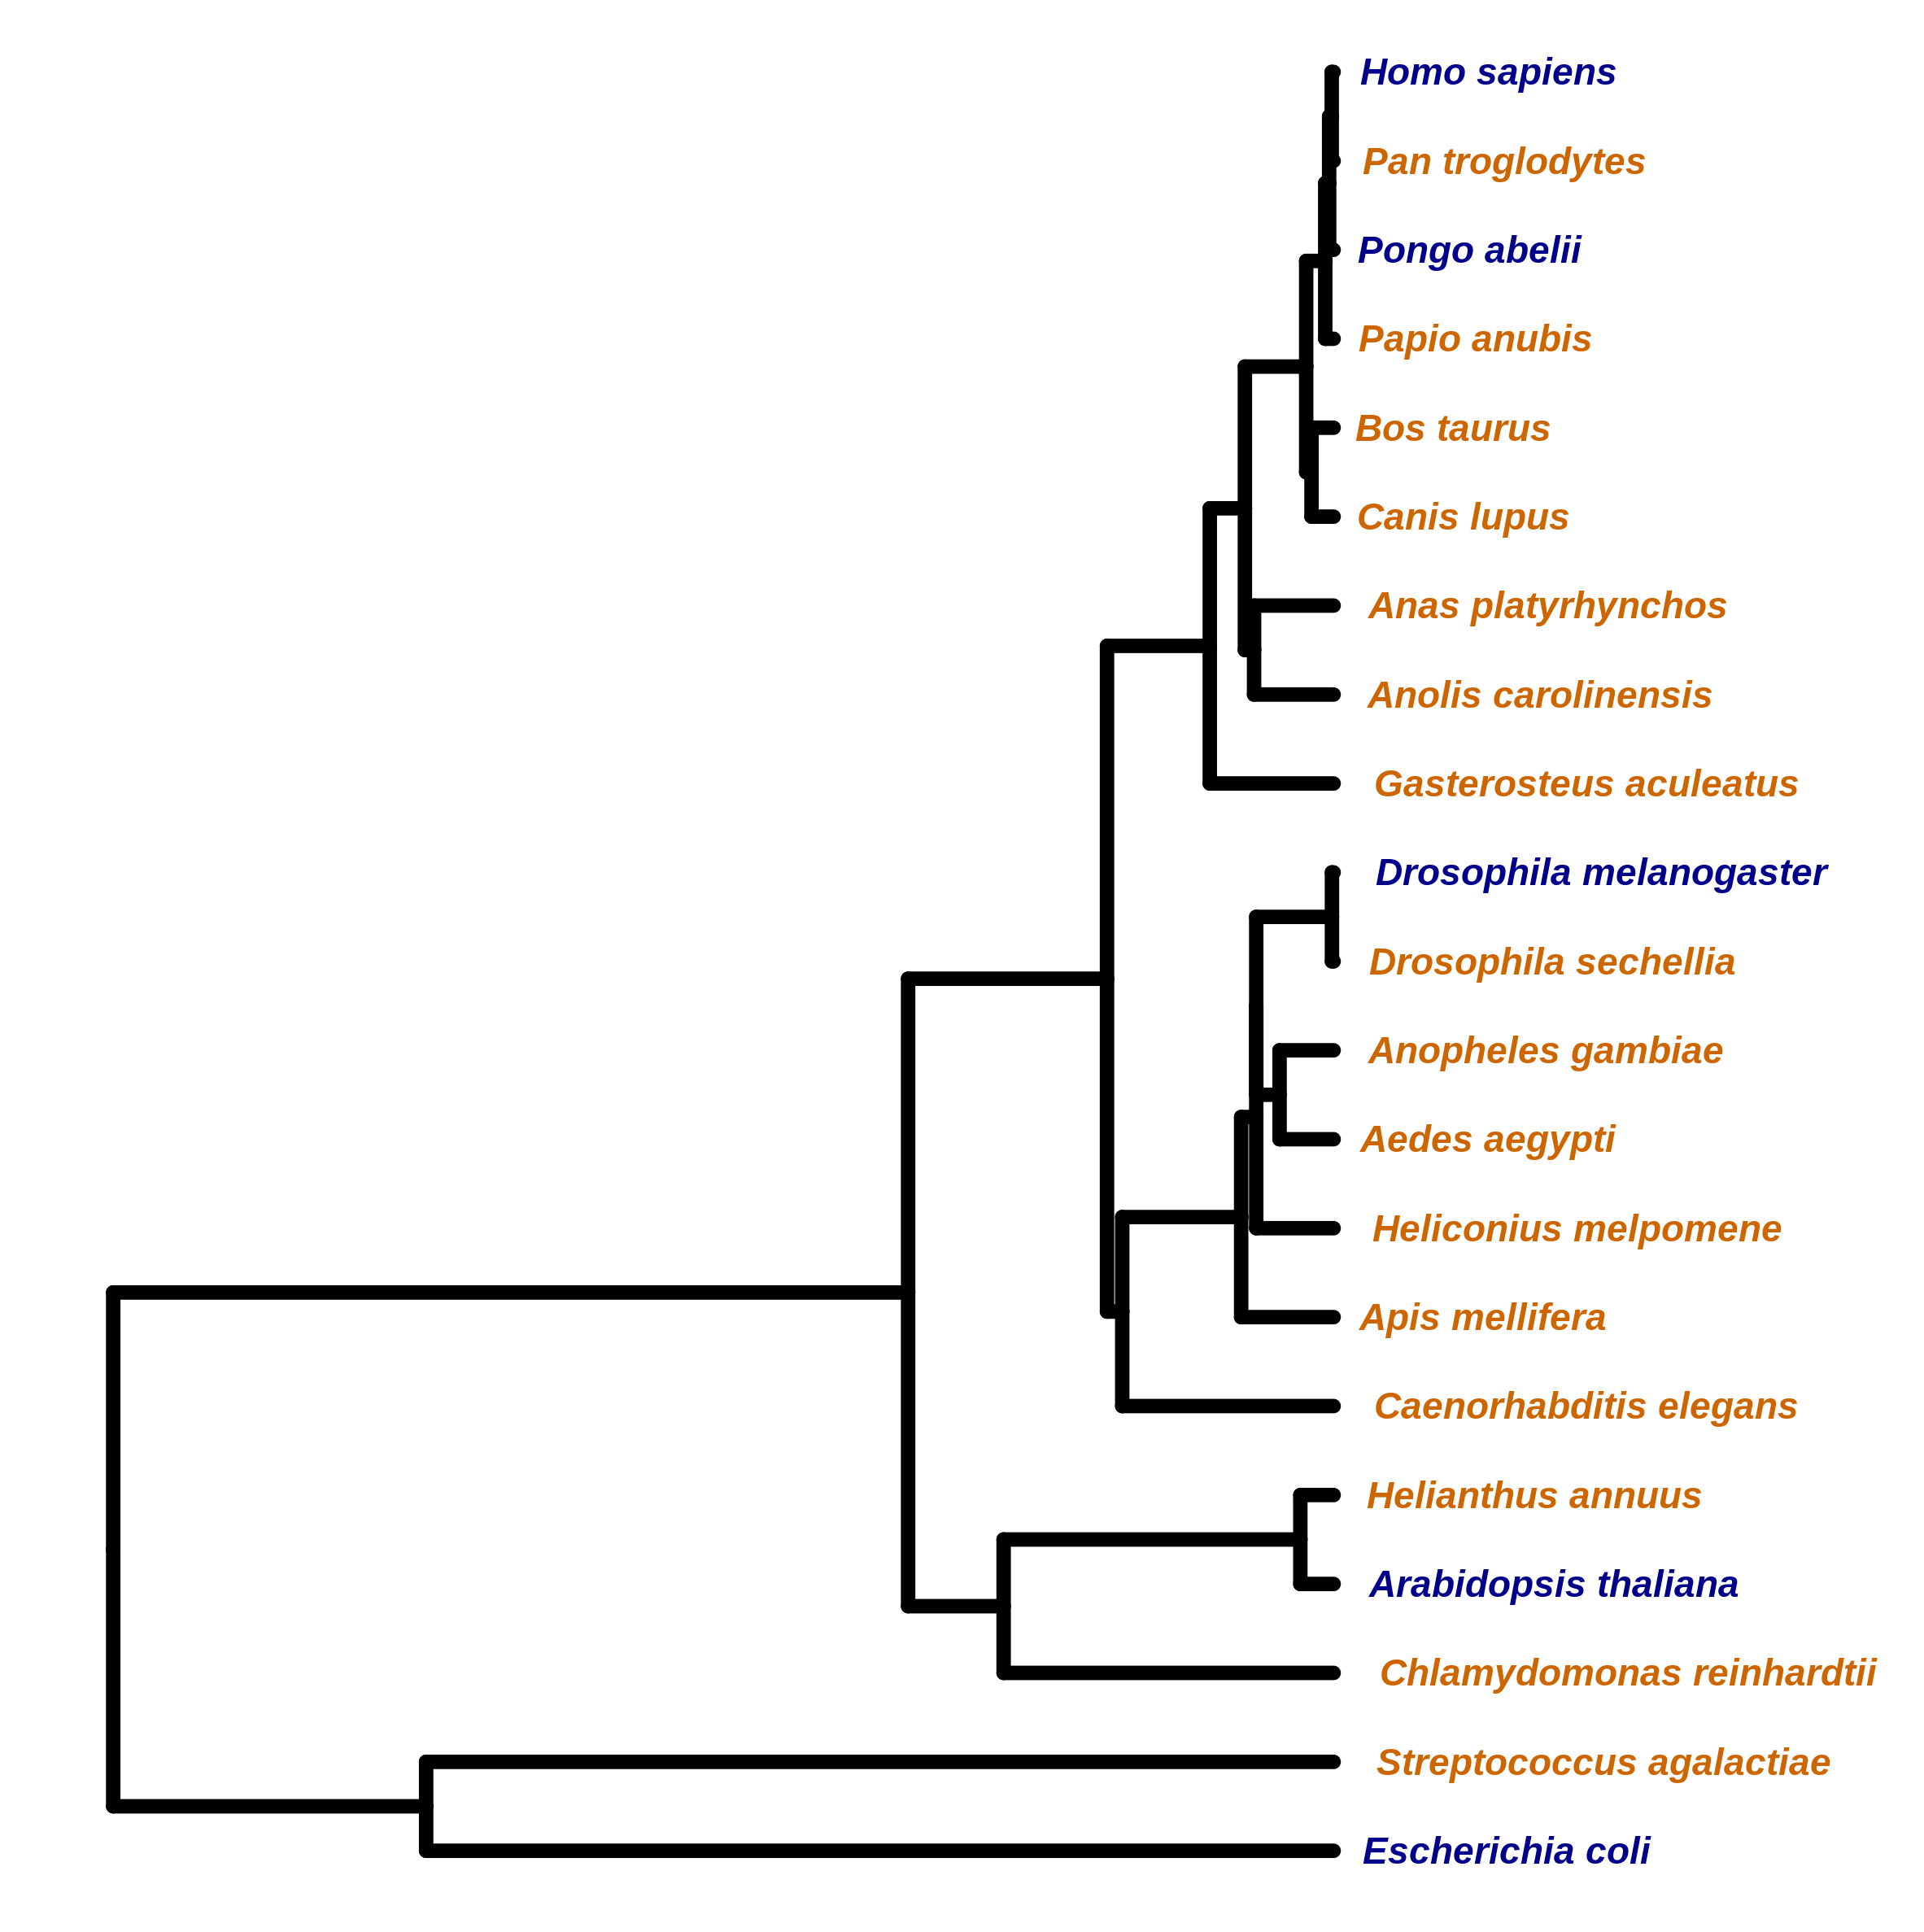 Homo sapiens
Pan troglodytes
Pongo abelii
Papio anubis
Bos taurus
Canis lupus
Anas platyrhynchos
Anolis carolinensis
Gasterosteus aculeatus
Drosophila melanogaster
Drosophila sechellia
Anopheles gambiae
Aedes aegypti
Heliconius melpomene
Apis mellifera
Caenorhabditis elegans
Helianthus annuus
Arabidopsis thaliana
Chlamydomonas reinhardtii
Streptococcus agalactiae
Escherichia coli